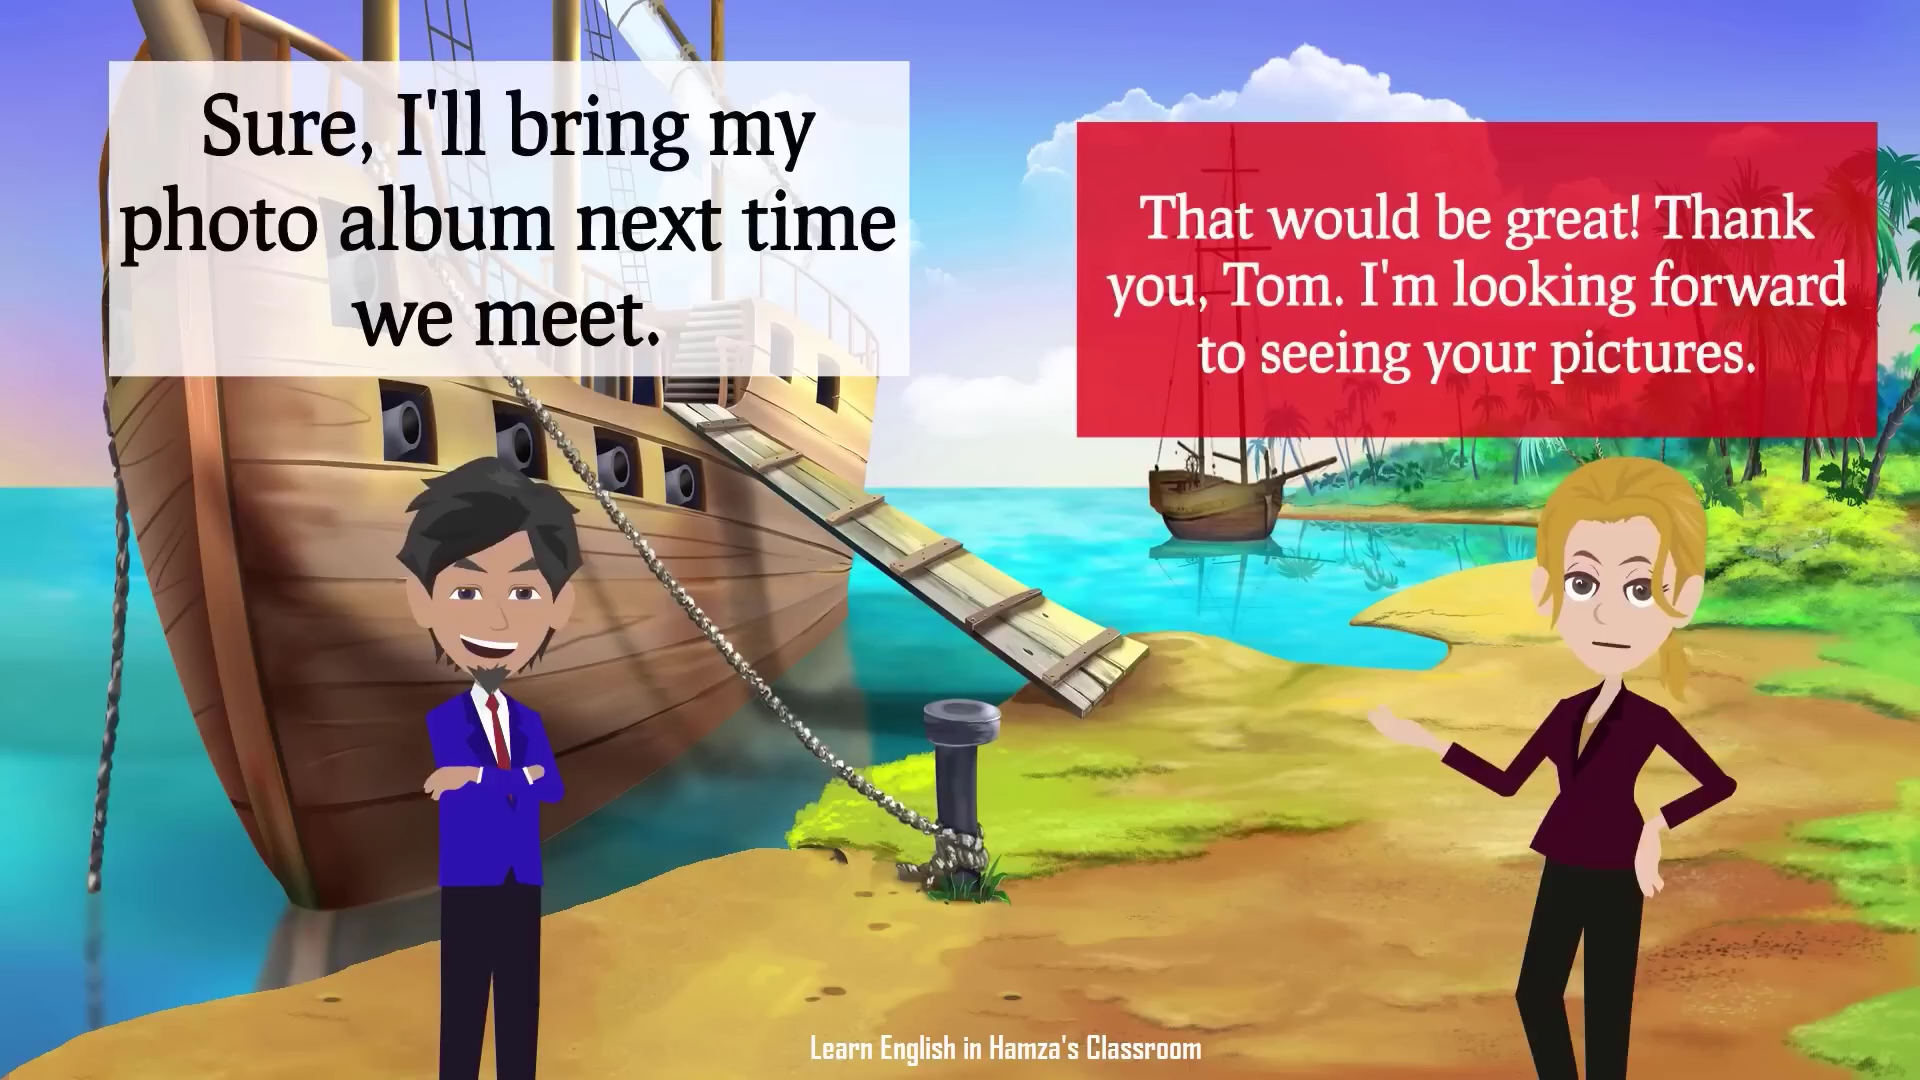 Sure, I'll bring my
photo album next time
we meet.
That would be great! Thank
you, Tom. I'm looking forward
to seeing your pictures.
Learn English in Hamza's Classroom